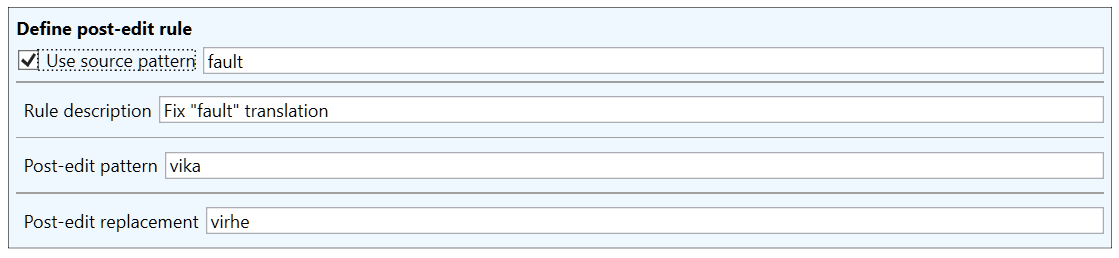 Define post-edit rule
Use source pattern fault
Rule description Fix "fault" translation
Post-edit pattern vika
Post-edit replacement virhe